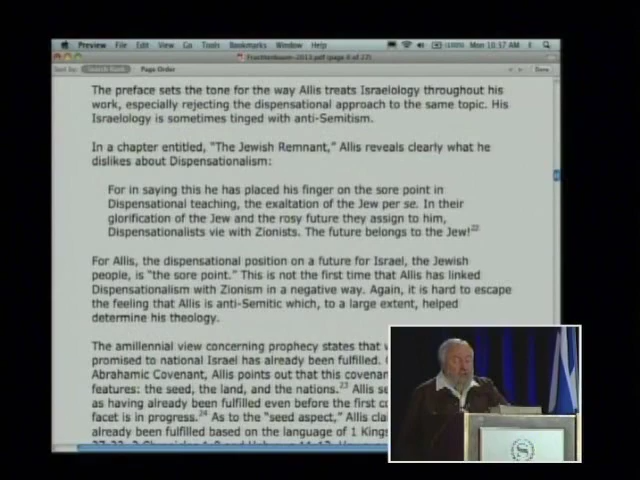 Preview File Edit View Go Tools Bookmarks Window Help Mon 10:57 AM
Fruchtenbaum-2013.pdf (page 8 of 27)
Page Order Done
The preface sets the tone for the way Allis treats Israelology throughout his
work, especially rejecting the dispensational approach to the same topic. His
Israelology is sometimes tinged with anti-Semitism.
In a chapter entitled, "The Jewish Remnant," Allis reveals clearly what he
dislikes about Dispensationalism:
For in saying this he has placed his finger on the sore point in
Dispensational teaching, the exaltation of the Jew per se. In their
glorification of the Jew and the rosy future they assign to him,
Dispensationalists vie with Zionists. The future belongs to the Jew!22
For Allis, the dispensational position on a future for Israel, the Jewish
people, is "the sore point." This is not the first time that Allis has linked
Dispensationalism with Zionism in a negative way. Again, it is hard to escape
the feeling that Allis is anti-Semitic which, to a large extent, helped
determine his theology.
The amillennial view concerning prophecy states that
promised to national Israel has already been fulfilled.
Abrahamic Covenant, Allis points out that this covenant
features: the seed, the land, and the nations.23 Allis
as having already been fulfilled even before the first
facet is in progress.24 As to the "seed aspect," Allis
already been fulfilled based on the language of 1 Kings